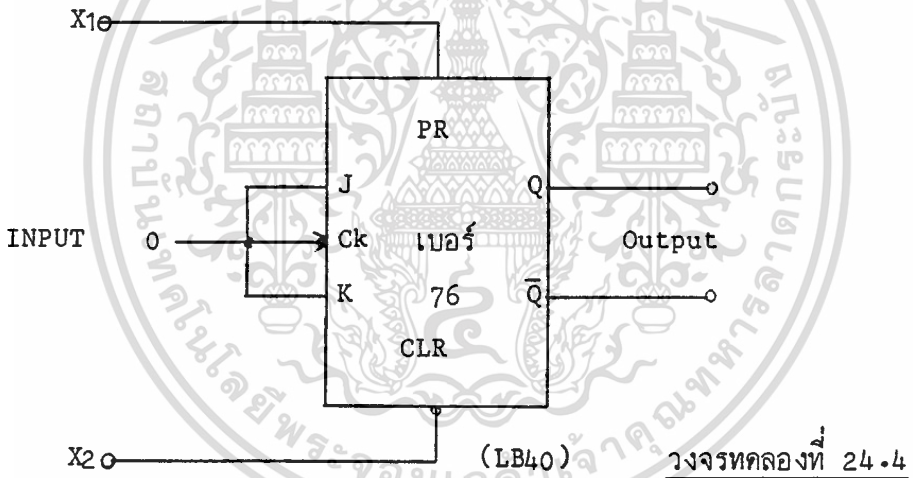 X1
PR
J Q
INPUT 0 Ck เบอร์ Output
K 76 Q̅
CLR
X2 (LB40) วงจรทดลองที่ 24.4